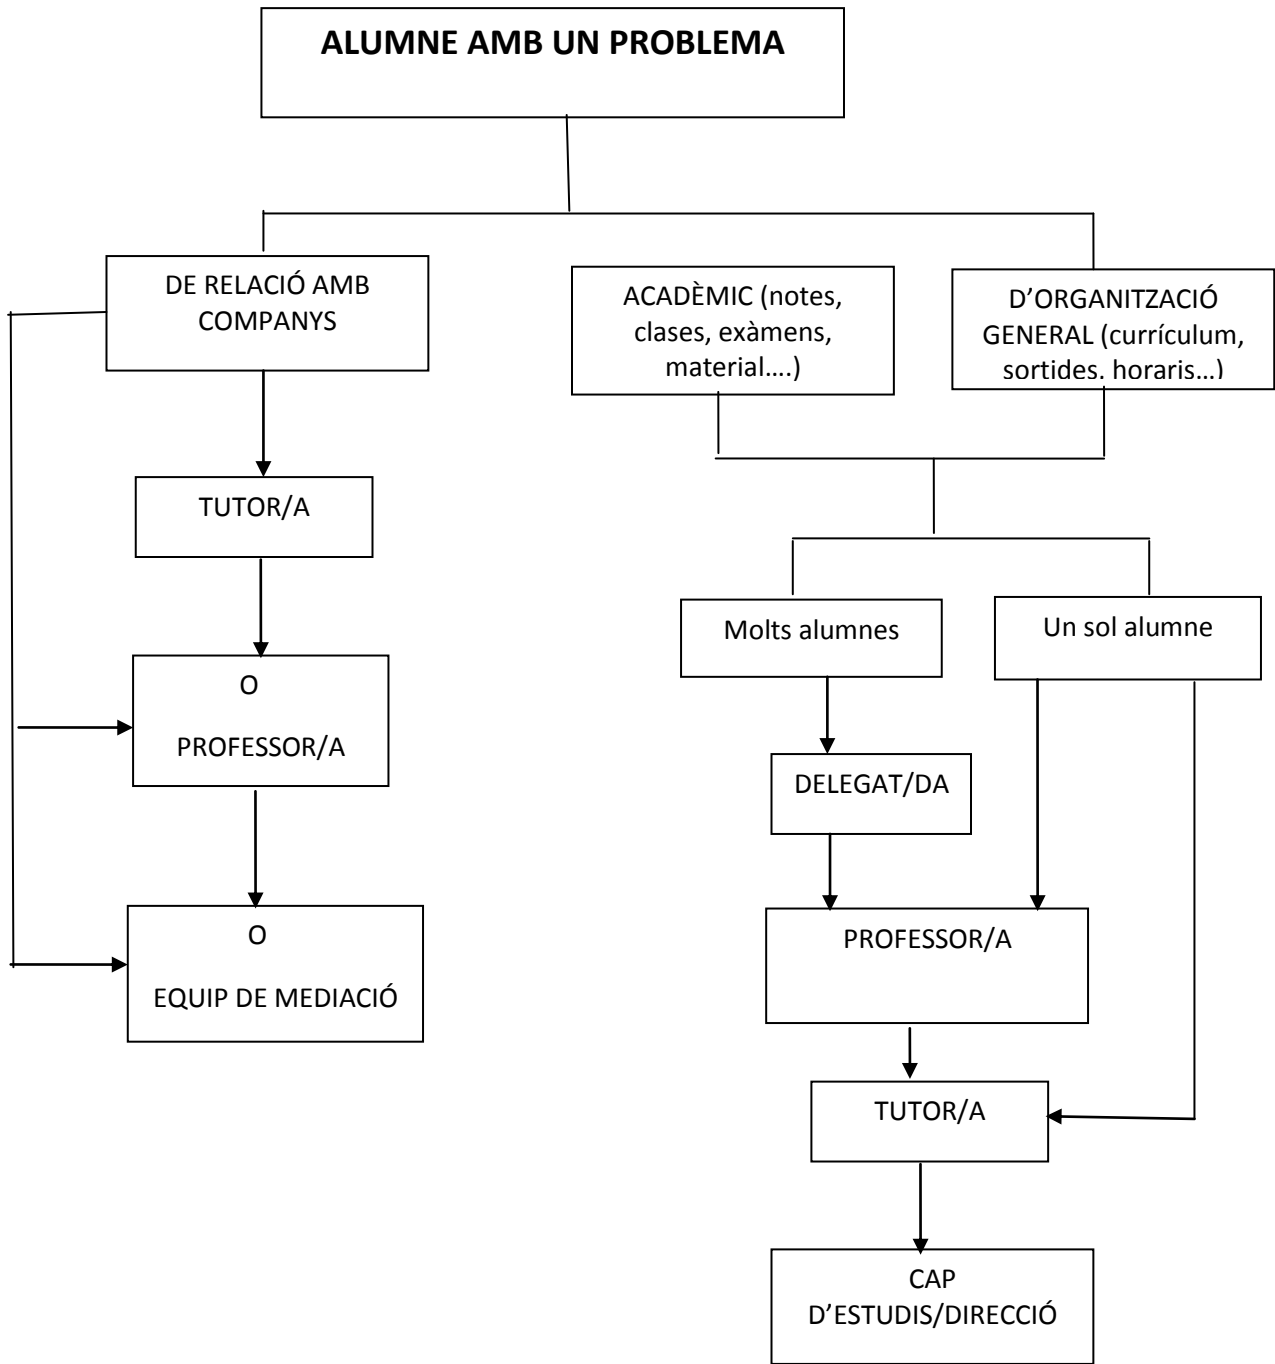 ALUMNE AMB UN PROBLEMA
DE RELACIÓ AMB
COMPANYS
ACADÈMIC (notes,
clases, exàmens,
material....)
D’ORGANITZACIÓ
GENERAL (currículum,
sortides. horaris...)
TUTOR/A
Molts alumnes
Un sol alumne
O
PROFESSOR/A
DELEGAT/DA
O
EQUIP DE MEDIACIÓ
PROFESSOR/A
TUTOR/A
CAP
D’ESTUDIS/DIRECCIÓ